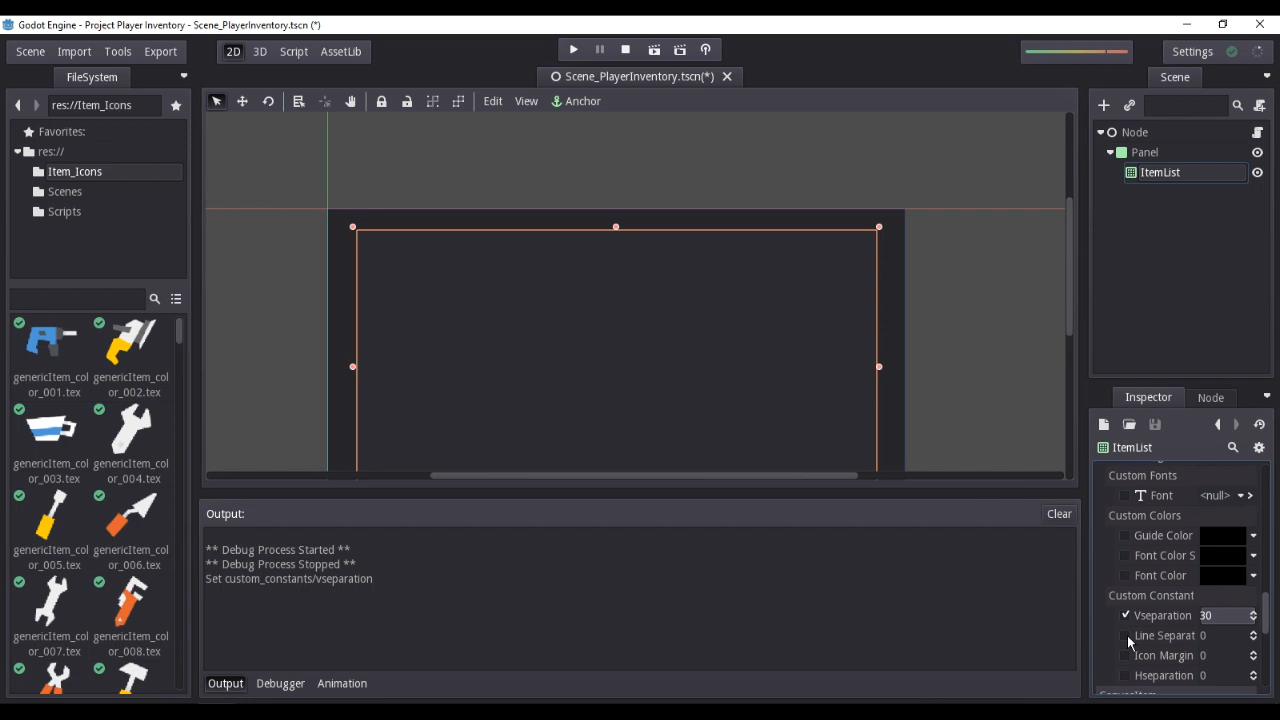 Godot Engine - Project Player Inventory - Scene_PlayerInventory.tscn (*)
Scene Import Tools Export 2D 3D Script AssetLib Settings
FileSystem Scene_PlayerInventory.tscn(*) Scene
res://Item_Icons Edit View Anchor
Favorites:
res://
Item_Icons
Scenes
Scripts
Node
Panel
ItemList
genericItem_col
or_001.tex
genericItem_col
or_002.tex
genericItem_col
or_003.tex
genericItem_col
or_004.tex
genericItem_col
or_005.tex
genericItem_col
or_006.tex
genericItem_col
or_007.tex
genericItem_col
or_008.tex
Output: Clear
** Debug Process Started **
** Debug Process Stopped **
Set custom_constants/vseparation
Output Debugger Animation
Inspector Node
ItemList
Custom Fonts
Font <null>
Custom Colors
Guide Color
Font Color S
Font Color
Custom Constant
Vseparation 30
Line Separat 0
Icon Margin 0
Hseparation 0